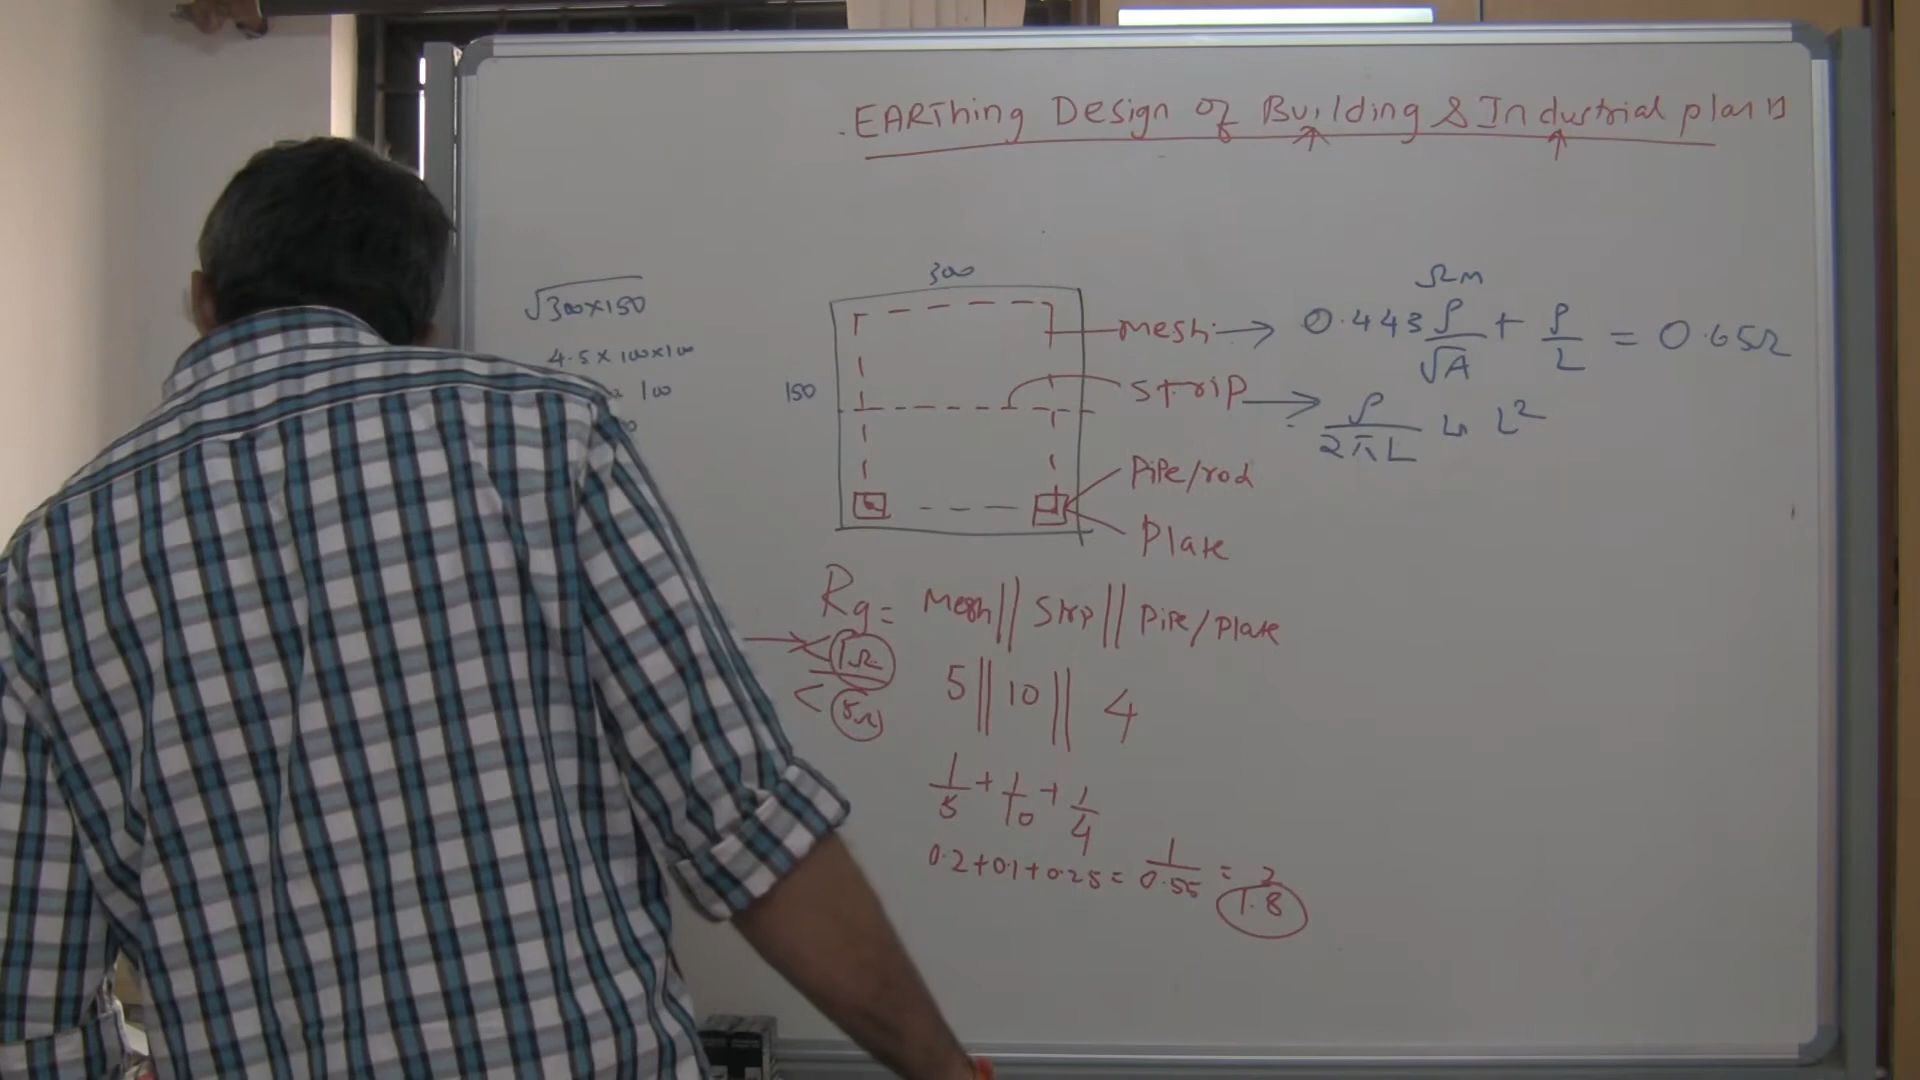 EARThing Design of Building & Industrial plants
√300×150
4.5 × 100×100
100
300
150
mesh → 0.443 ρ/√A + ρ/L = 0.65Ω
Ωm
strip → ρ/2πL ln L²
Pipe/rod
Plate
Rg = Mesh || Strp || Pipe/Plate
<1Ω
<5Ω
5 || 10 || 4
1/5 + 1/10 + 1/4
0.2+0.1+0.25 = 1/0.55 = 2
1.8